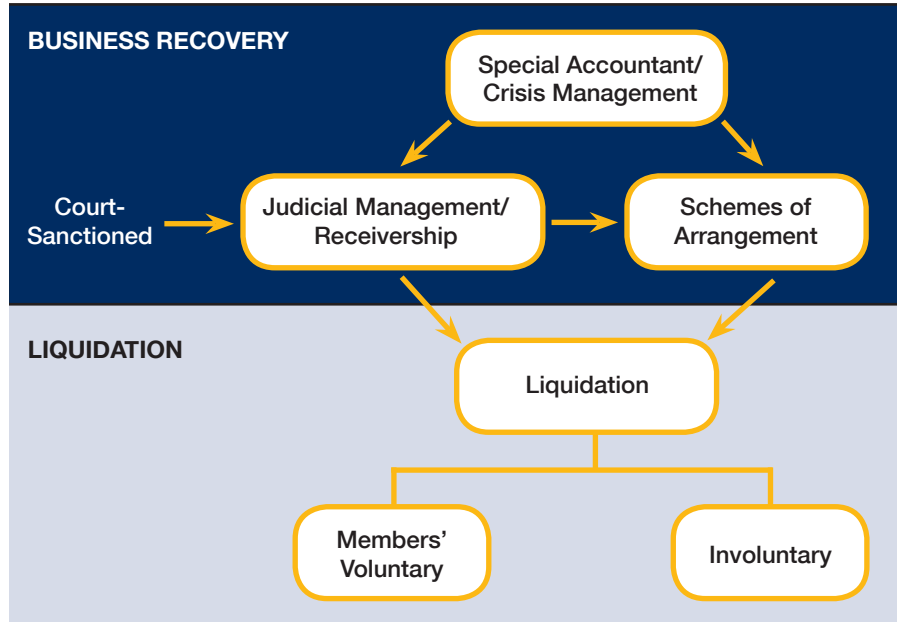 BUSINESS RECOVERY
Special Accountant/
Crisis Management
Court-
Sanctioned
Judicial Management/
Receivership
Schemes of
Arrangement
LIQUIDATION
Liquidation
Members’
Voluntary
Involuntary